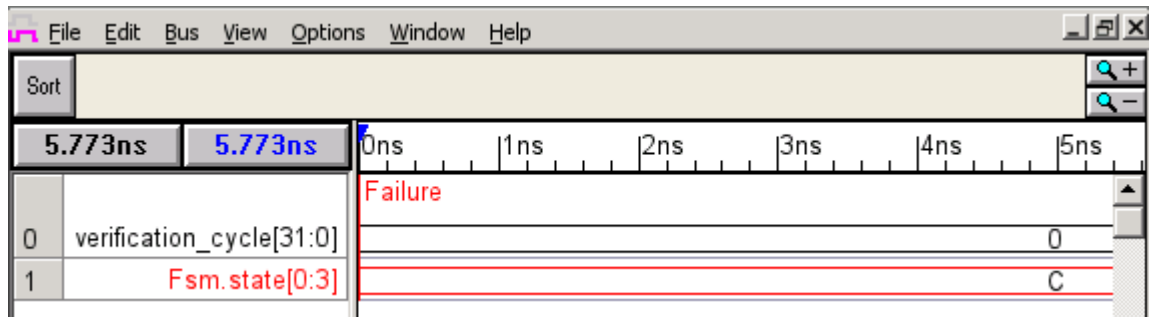 File Edit Bus View Options Window Help
Sort
+
-
5.773ns 5.773ns 0ns 1ns 2ns 3ns 4ns 5ns
Failure
0 verification_cycle[31:0] 0
1 Fsm.state[0:3] C